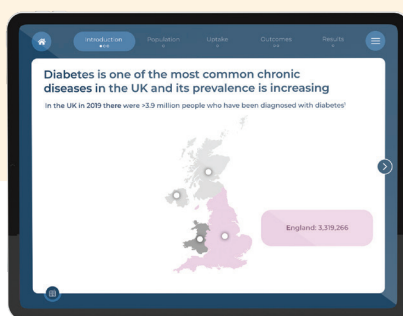 Introduction Population Uptake Outcomes Results
Diabetes is one of the most common chronic
diseases in the UK and its prevalence is increasing
In the UK in 2019 there were >3.9 million people who have been diagnosed with diabetes¹
England: 3,319,266